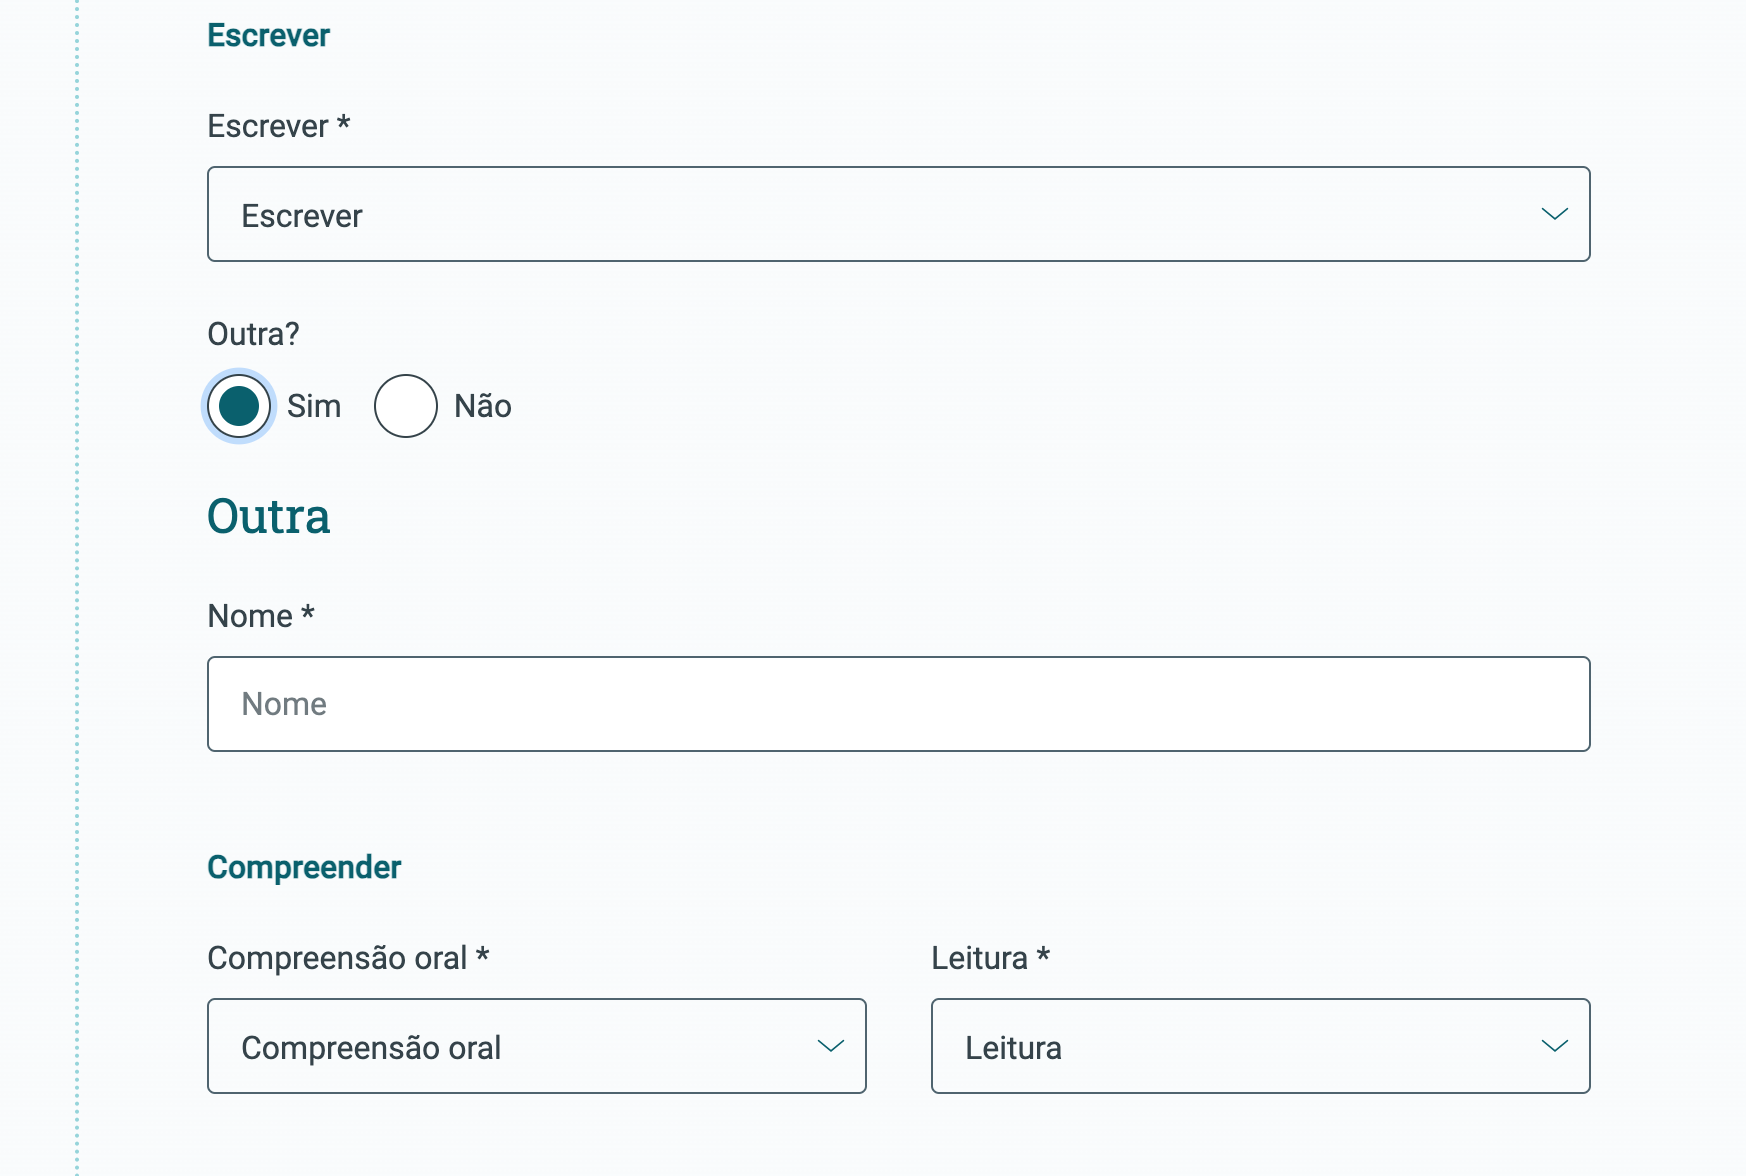 Escrever
Escrever *
Escrever
Outra?
Sim Não
Outra
Nome *
Nome
Compreender
Compreensão oral * Leitura *
Compreensão oral Leitura